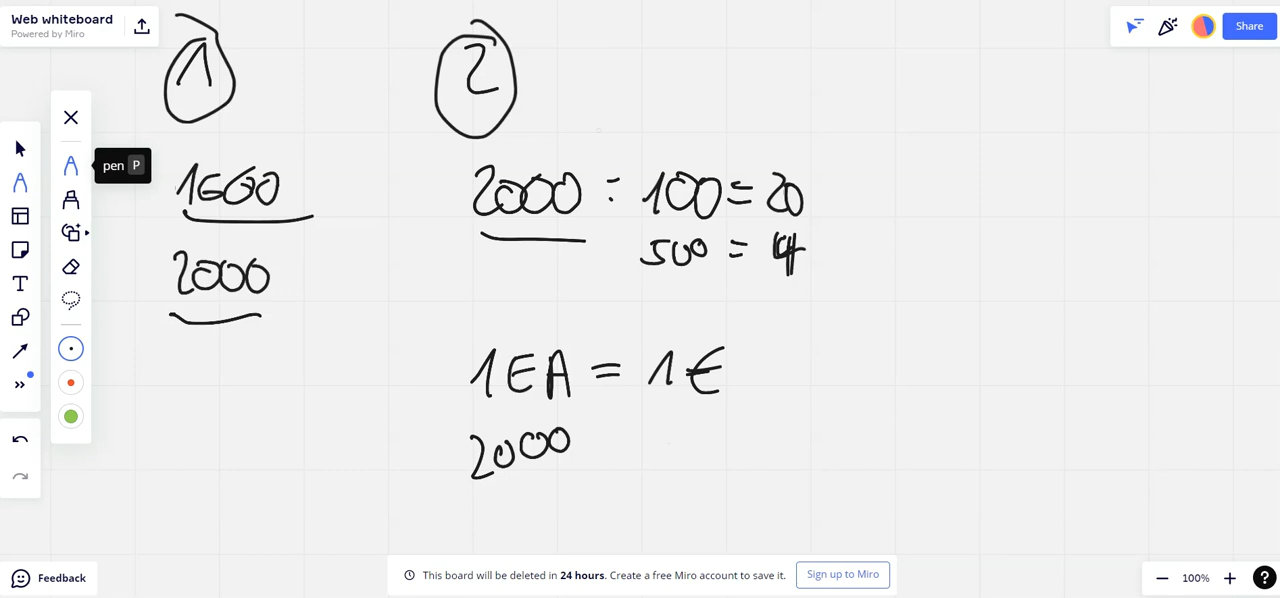 Web whiteboard
Powered by Miro
Share
1
2
pen P
1600
2000
2000 : 100 = 20
500 = 4
1 EA = 1 €
2000
T
Feedback
This board will be deleted in 24 hours. Create a free Miro account to save it.
Sign up to Miro
100%
?